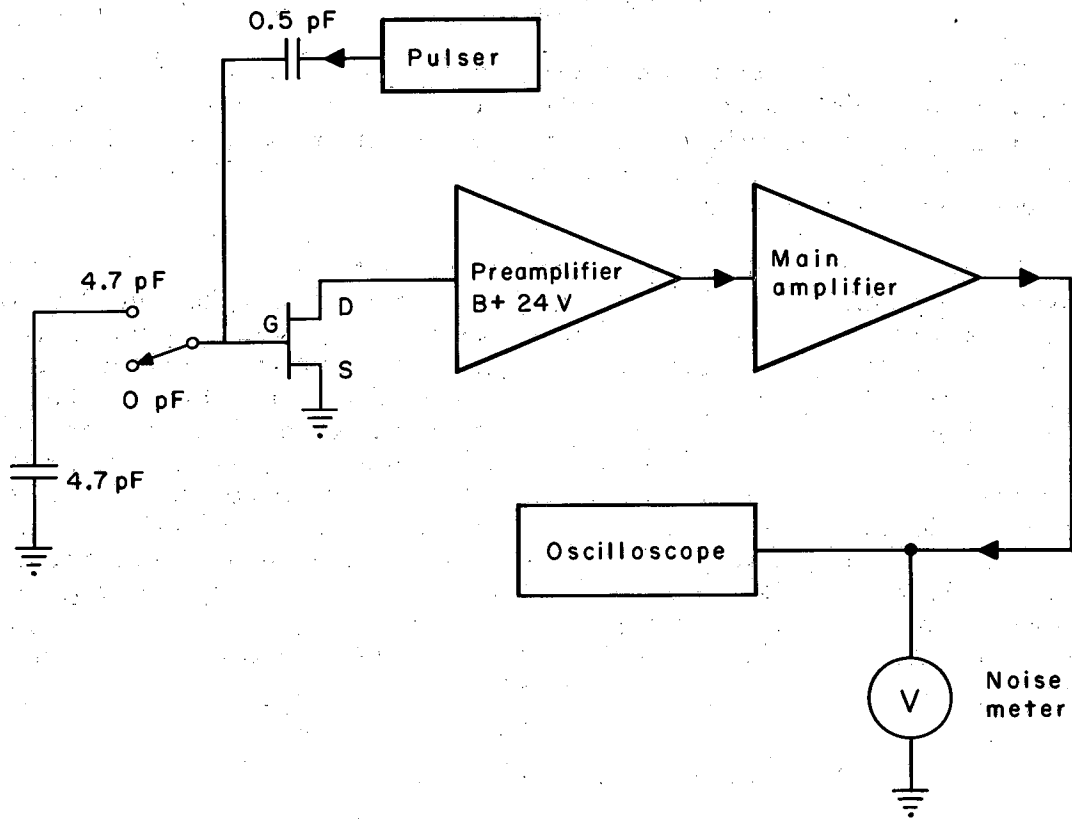 0.5 pF
Pulser
4.7 pF
G
D
S
0 pF
4.7 pF
Preamplifier
B+ 24 V
Main
amplifier
Oscilloscope
V
Noise
meter